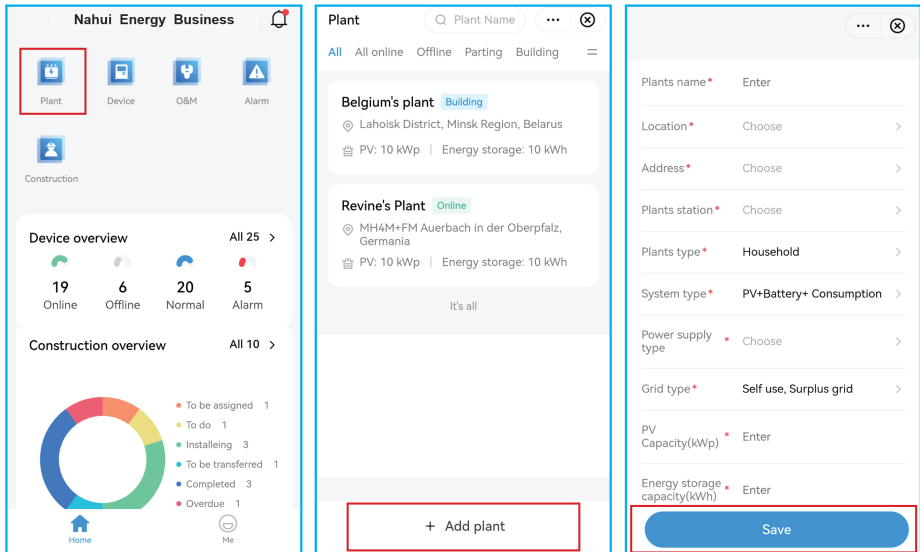 Nahui Energy Business
Plant
Device
O&M
Alarm
Construction
Device overview
All 25 >
19
6
20
5
Online
Offline
Normal
Alarm
Construction overview
All 10 >
To be assigned 1
To do 1
Installeing 3
To be transferred 1
Completed 3
Overdue 1
Home
Me
Plant
Plant Name
All
All online
Offline
Parting
Building
Belgium's plant
Building
Lahoisk District, Minsk Region, Belarus
PV: 10 kWp | Energy storage: 10 kWh
Revine's Plant
Online
MH4M+FM Auerbach in der Oberpfalz,
Germania
PV: 10 kWp | Energy storage: 10 kWh
It's all
+ Add plant
Plants name* Enter
Location* Choose >
Address* Choose >
Plants station* Choose >
Plants type* Household >
System type* PV+Battery+ Consumption >
Power supply
type * Choose >
Grid type* Self use, Surplus grid >
PV
Capacity(kWp) * Enter
Energy storage
capacity(kWh) * Enter
Save